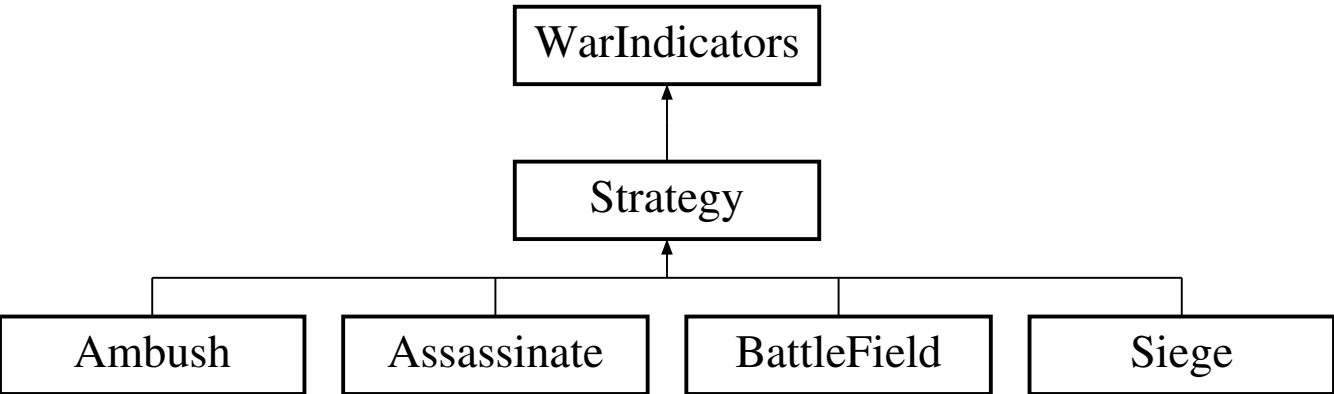 WarIndicators
Strategy
Ambush
Assassinate
BattleField
Siege